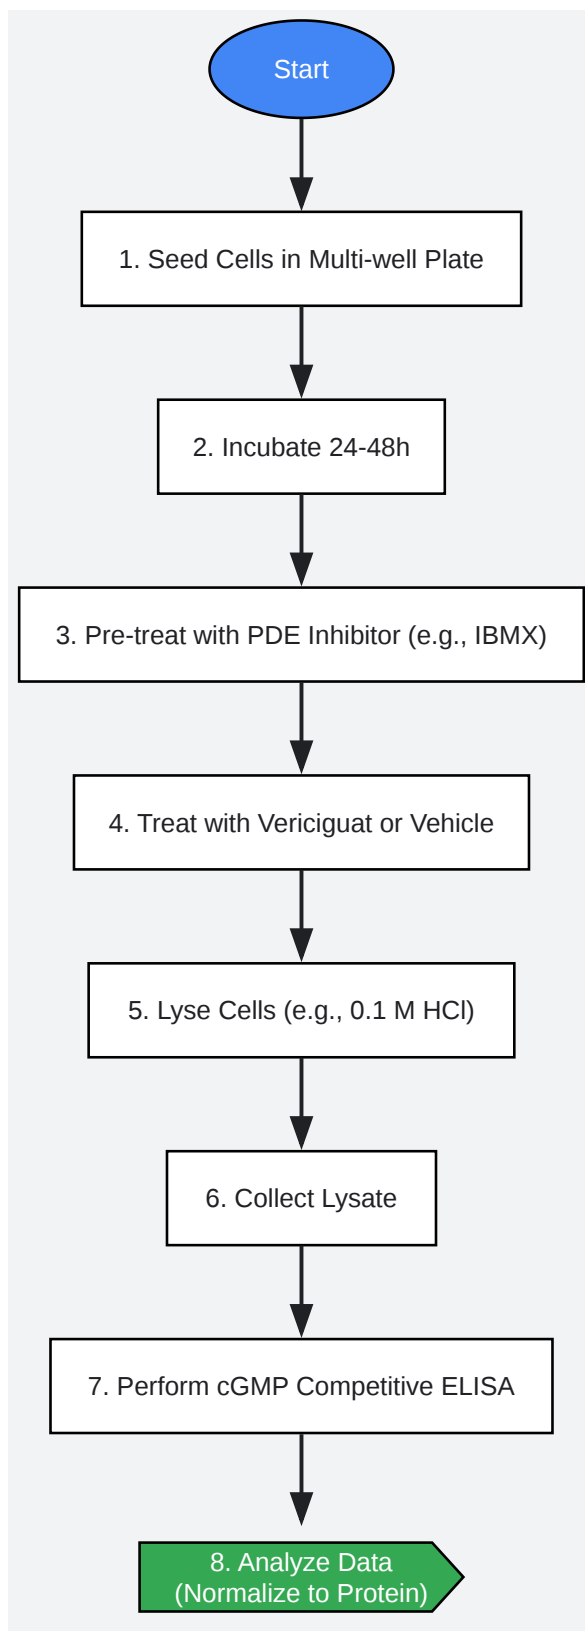 Start
1. Seed Cells in Multi-well Plate
2. Incubate 24-48h
3. Pre-treat with PDE Inhibitor (e.g., IBMX)
4. Treat with Vericiguat or Vehicle
5. Lyse Cells (e.g., 0.1 M HCl)
6. Collect Lysate
7. Perform cGMP Competitive ELISA
8. Analyze Data
(Normalize to Protein)